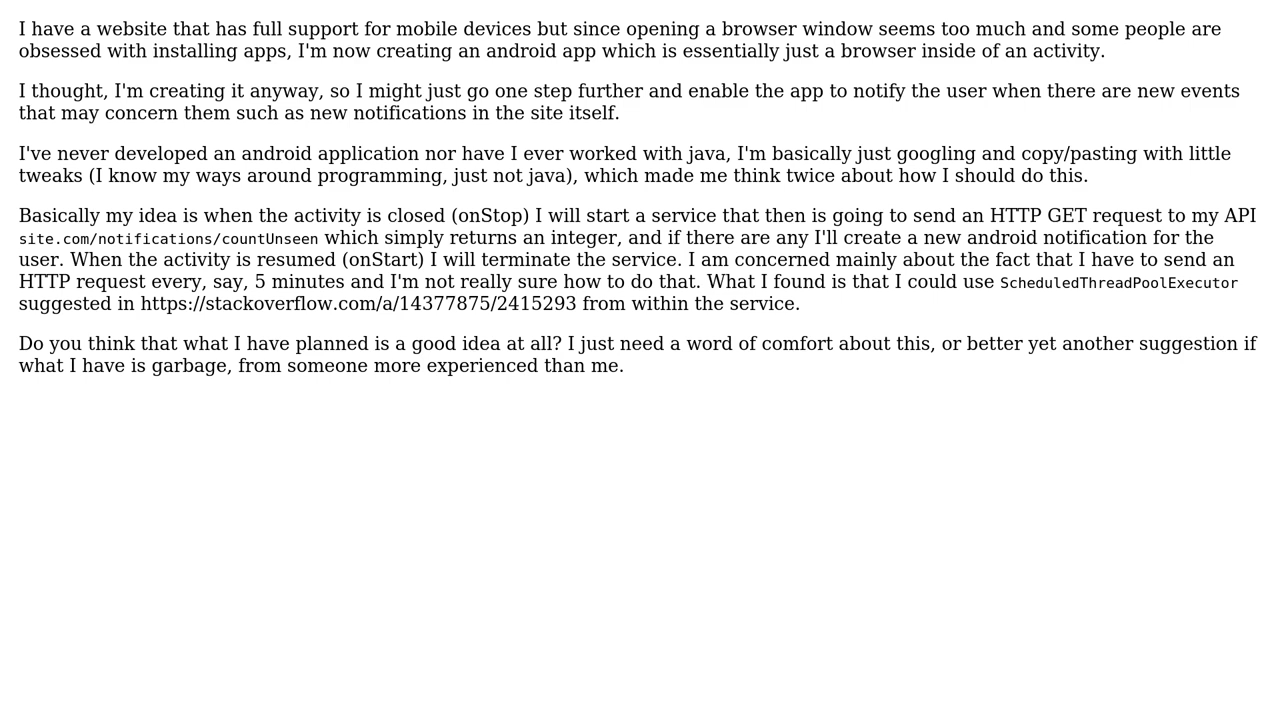 I have a website that has full support for mobile devices but since opening a browser window seems too much and some people are
obsessed with installing apps, I'm now creating an android app which is essentially just a browser inside of an activity.
I thought, I'm creating it anyway, so I might just go one step further and enable the app to notify the user when there are new events
that may concern them such as new notifications in the site itself.
I've never developed an android application nor have I ever worked with java, I'm basically just googling and copy/pasting with little
tweaks (I know my ways around programming, just not java), which made me think twice about how I should do this.
Basically my idea is when the activity is closed (onStop) I will start a service that then is going to send an HTTP GET request to my API
site.com/notifications/countUnseen which simply returns an integer, and if there are any I'll create a new android notification for the
user. When the activity is resumed (onStart) I will terminate the service. I am concerned mainly about the fact that I have to send an
HTTP request every, say, 5 minutes and I'm not really sure how to do that. What I found is that I could use ScheduledThreadPoolExecutor
suggested in https://stackoverflow.com/a/14377875/2415293 from within the service.
Do you think that what I have planned is a good idea at all? I just need a word of comfort about this, or better yet another suggestion if
what I have is garbage, from someone more experienced than me.